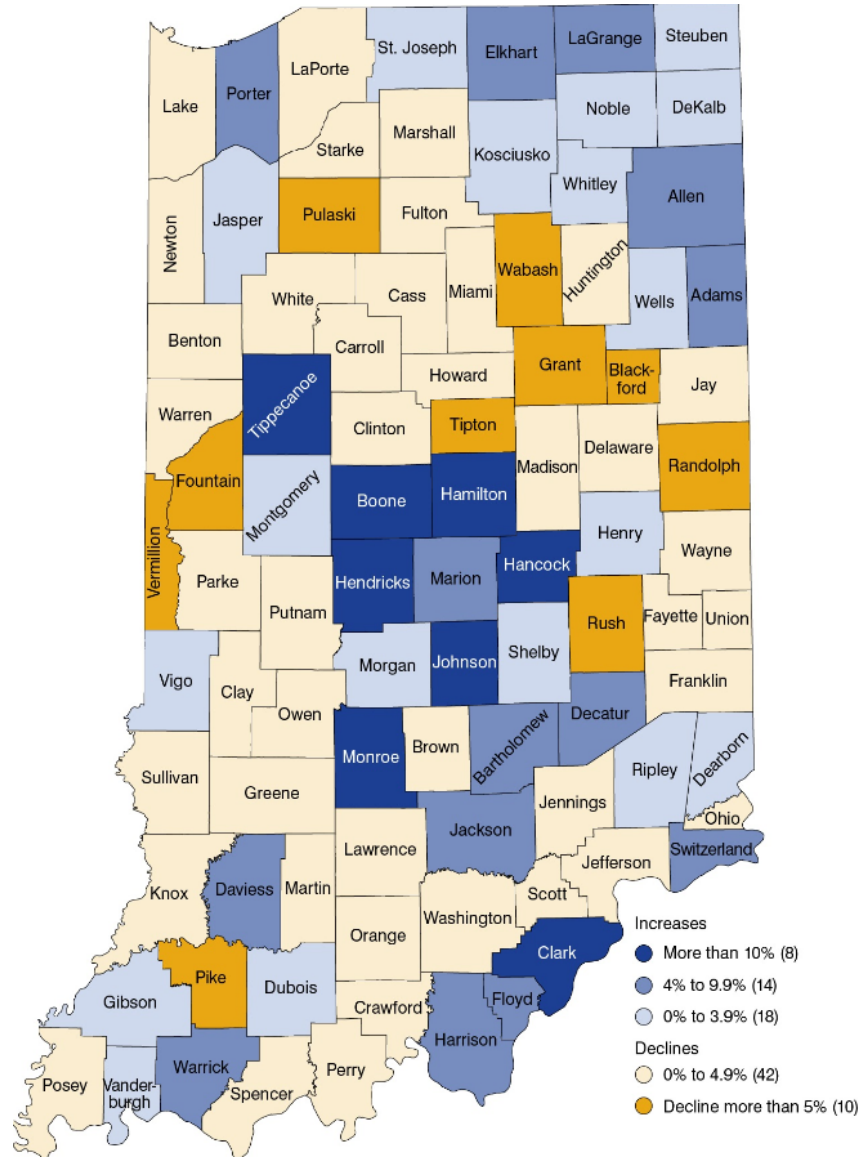 St. Joseph
Elkhart
LaGrange
Steuben
LaPorte
Porter
Lake
Noble
DeKalb
Marshall
Starke
Kosciusko
Whitley
Allen
Pulaski
Fulton
Jasper
Newton
Wabash
Huntington
Miami
Cass
White
Wells
Adams
Benton
Carroll
Howard
Grant
Black-
ford
Jay
Tippecanoe
Warren
Clinton
Tipton
Madison
Delaware
Randolph
Fountain
Boone
Hamilton
Montgomery
Henry
Wayne
Vermillion
Parke
Hendricks
Marion
Hancock
Putnam
Rush
Fayette
Union
Vigo
Morgan
Johnson
Shelby
Franklin
Clay
Owen
Monroe
Brown
Bartholomew
Decatur
Ripley
Dearborn
Sullivan
Greene
Jennings
Ohio
Jackson
Lawrence
Switzerland
Jefferson
Knox
Daviess
Martin
Scott
Washington
Orange
Clark
Pike
Gibson
Dubois
Crawford
Floyd
Harrison
Warrick
Perry
Posey
Vander-
burgh
Spencer
Increases
More than 10% (8)
4% to 9.9% (14)
0% to 3.9% (18)
Declines
0% to 4.9% (42)
Decline more than 5% (10)